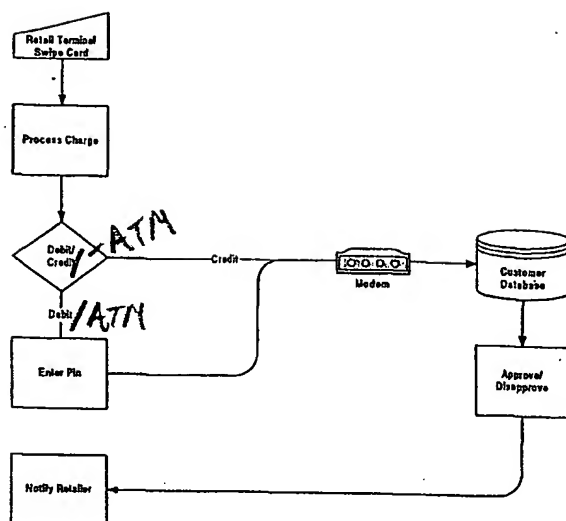 Retail Terminal
Swipe Card
Process Charge
Debit/
Credit / - ATM
Credit
Modem
Customer
Database
Debit / ATM
Enter Pin
Approve/
Disapprove
Notify Retailer